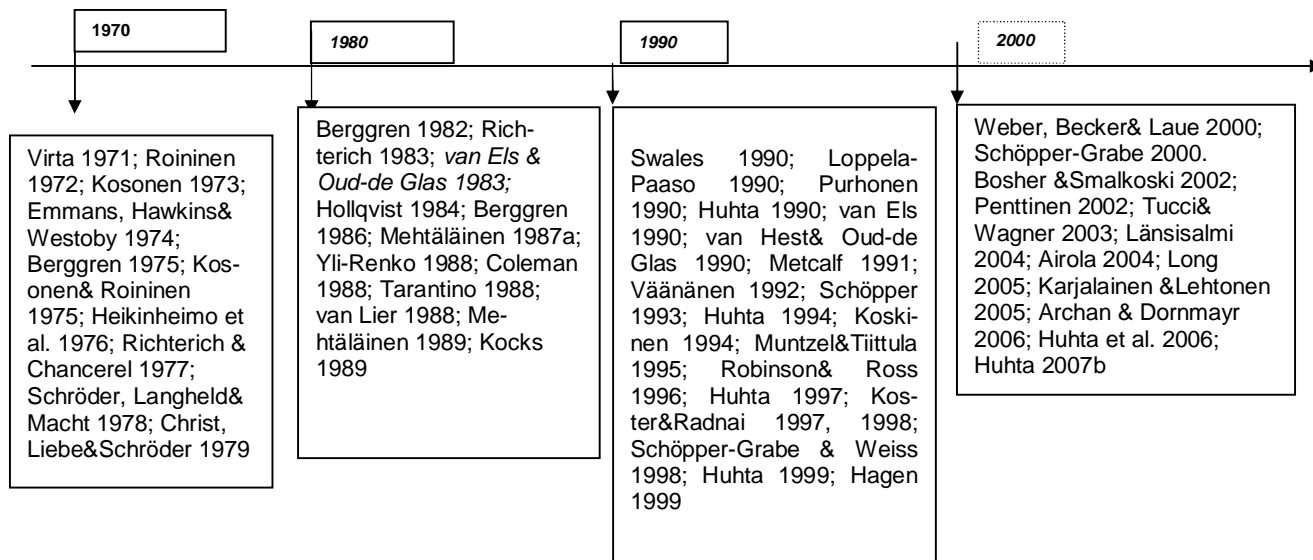 1970
1980
1990
2000
Virta 1971; Roininen
1972; Kosonen 1973;
Emmans, Hawkins&
Westoby 1974;
Berggren 1975; Kos-
onen& Roininen
1975; Heikinheimo et
al. 1976; Richterich &
Chancerel 1977;
Schröder, Langheld&
Macht 1978; Christ,
Liebe&Schröder 1979
Berggren 1982; Rich-
terich 1983; van Els &
Oud-de Glas 1983;
Hollqvist 1984; Berggren
1986; Mehtäläinen 1987a;
Yli-Renko 1988; Coleman
1988; Tarantino 1988;
van Lier 1988; Me-
htäläinen 1989; Kocks
1989
Swales 1990; Loppela-
Paaso 1990; Purhonen
1990; Huhta 1990; van Els
1990; van Hest& Oud-de
Glas 1990; Metcalf 1991;
Väänänen 1992; Schöpper
1993; Huhta 1994; Koski-
nen 1994; Muntzel&Tiittula
1995; Robinson& Ross
1996; Huhta 1997; Kos-
ter&Radnai 1997, 1998;
Schöpper-Grabe & Weiss
1998; Huhta 1999; Hagen
1999
Weber, Becker& Laue 2000;
Schöpper-Grabe 2000.
Bosher &Smalkoski 2002;
Penttinen 2002; Tucci&
Wagner 2003; Länsisalmi
2004; Airola 2004; Long
2005; Karjalainen &Lehtonen
2005; Archan & Dornmayr
2006; Huhta et al. 2006;
Huhta 2007b